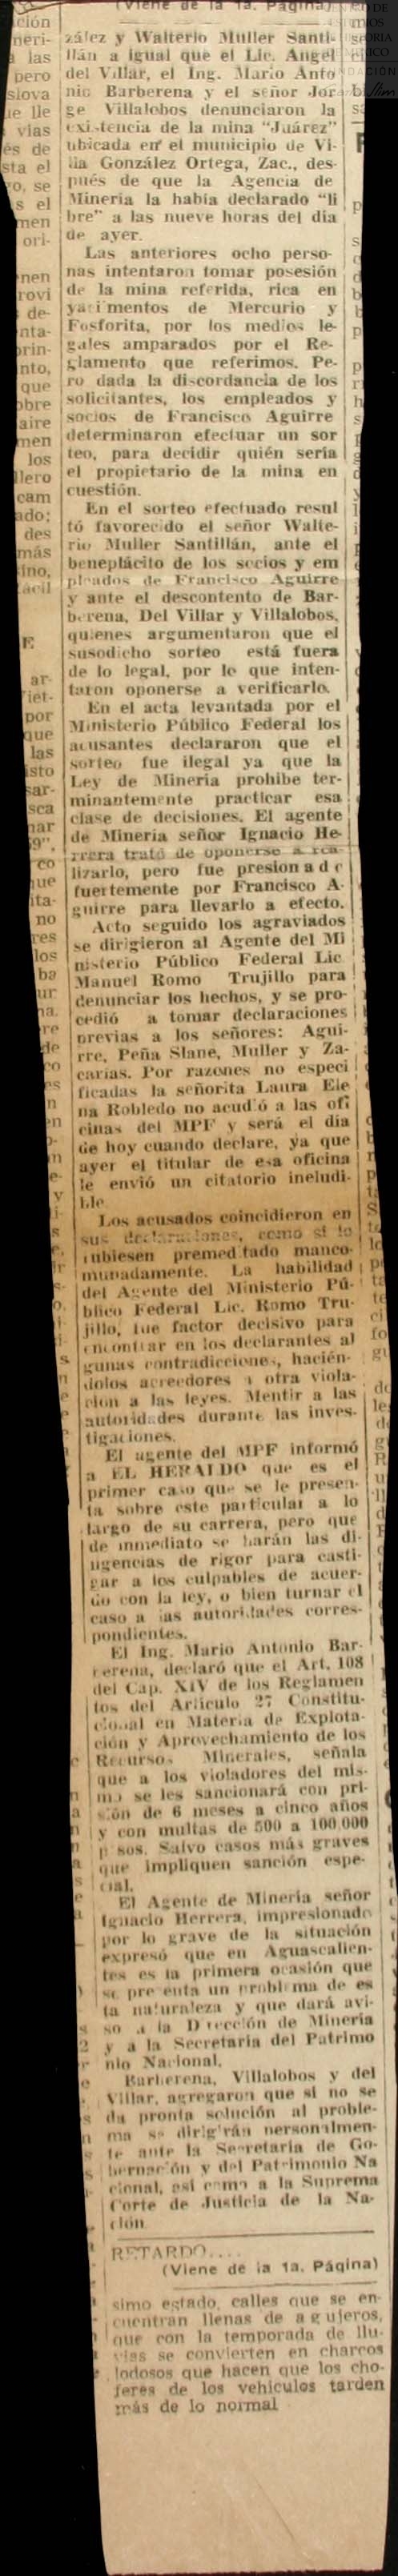 (Viene de la 1a. Página)
zález y Walterio Muller Santi-
llán a igual que el Lic. Angel
del Villar, el Ing. Mario Anto
nio Barberena y el señor Jor
ge Villalobos denunciaron la
existencia de la mina "Juárez"
ubicada en el municipio de Vi-
lla González Ortega, Zac., des-
pués de que la Agencia de
Minería la había declarado "li
bre" a las nueve horas del día
de ayer.
Las anteriores ocho perso-
nas intentaron tomar posesión
de la mina referida, rica en
yacimentos de Mercurio y
Fosforita, por los medios le-
gales amparados por el Re-
glamento que referimos. Pe-
ro dada la discordancia de los
solicitantes, los empleados y
socios de Francisco Aguirre
determinaron efectuar un sor
teo, para decidir quién sería
el propietario de la mina en
cuestión.
En el sorteo efectuado resul
tó favorecido el señor Walte-
rio Muller Santillán, ante el
beneplácito de los socios y em
pleados de Francisco Aguirre
y ante el descontento de Bar-
berena, Del Villar y Villalobos,
quienes argumentaron que el
susodicho sorteo está fuera
de lo legal, por lo que inten-
taron oponerse a verificarlo.
En el acta levantada por el
Ministerio Público Federal los
acusantes declararon que el
sorteo fue ilegal ya que la
Ley de Minería prohibe ter-
minantemente practicar esa
clase de decisiones. El agente
de Minería señor Ignacio He-
rrera trató de oponerse a rea-
lizarlo, pero fue presionado
fuertemente por Francisco A-
guirre para llevarlo a efecto.
Acto seguido los agraviados
se dirigieron al Agente del Mi
nisterio Público Federal Lic
Manuel Romo Trujillo para
denunciar los hechos, y se pro-
cedió a tomar declaraciones
previas a los señores: Agui-
rre, Peña Slane, Muller y Za-
carías. Por razones no especi
ficadas la señorita Laura Ele
na Robledo no acudió a las ofi
cinas del MPF y será el día
de hoy cuando declare, ya que
ayer el titular de esa oficina
le envió un citatorio ineludi-
ble
Los acusados coincidieron en
sus declaraciones, como si lo
hubiesen premeditado manco-
munadamente. La habilidad
del Agente del Ministerio Pú-
blico Federal Lic. Romo Tru-
jillo, fue factor decisivo para
encontrar en los declarantes al
gunas contradicciones, hacién-
dolos acreedores a otra viola-
ción a las leyes. Mentir a las
autoridades durante las inves-
tigaciones.
El agente del MPF informó
a EL HERALDO que es el
primer caso que se le presen-
ta sobre este particular a lo
largo de su carrera, pero que
de inmediato se harán las di-
ligencias de rigor para casti-
gar a los culpables de acuer-
do con la ley, o bien turnar el
caso a las autoridades corres-
pondientes.
El Ing. Mario Antonio Bar-
berena, declaró que el Art. 108
del Cap. XIV de los Reglamen
tos del Artículo 27 Constitu-
cional en Materia de Explota-
ción y Aprovechamiento de los
Recursos Minerales, señala
que a los violadores del mis-
mo se les sancionará con pri-
sión de 6 meses a cinco años
y con multas de 500 a 100.000
pesos. Salvo casos más graves
que impliquen sanción espe-
cial.
El Agente de Minería señor
Ignacio Herrera, impresionado
por lo grave de la situación
expresó que en Aguascalien-
tes es la primera ocasión que
se presenta un problema de es
ta naturaleza y que dará avi-
so a la Dirección de Minería
y a la Secretaría del Patrimo
nio Nacional.
Barberena, Villalobos y del
Villar, agregaron que si no se
da pronta solución al proble-
ma se dirigirán personalmen-
te ante la Secretaría de Go-
bernación y del Patrimonio Na
cional, así como a la Suprema
Corte de Justicia de la Na-
ción
RETARDO....
(Viene de la 1a. Página)
simo estado, calles que se en-
cuentran llenas de agujeros,
que con la temporada de llu-
vias se convierten en charcos
lodosos que hacen que los cho-
feres de los vehículos tarden
más de lo normal